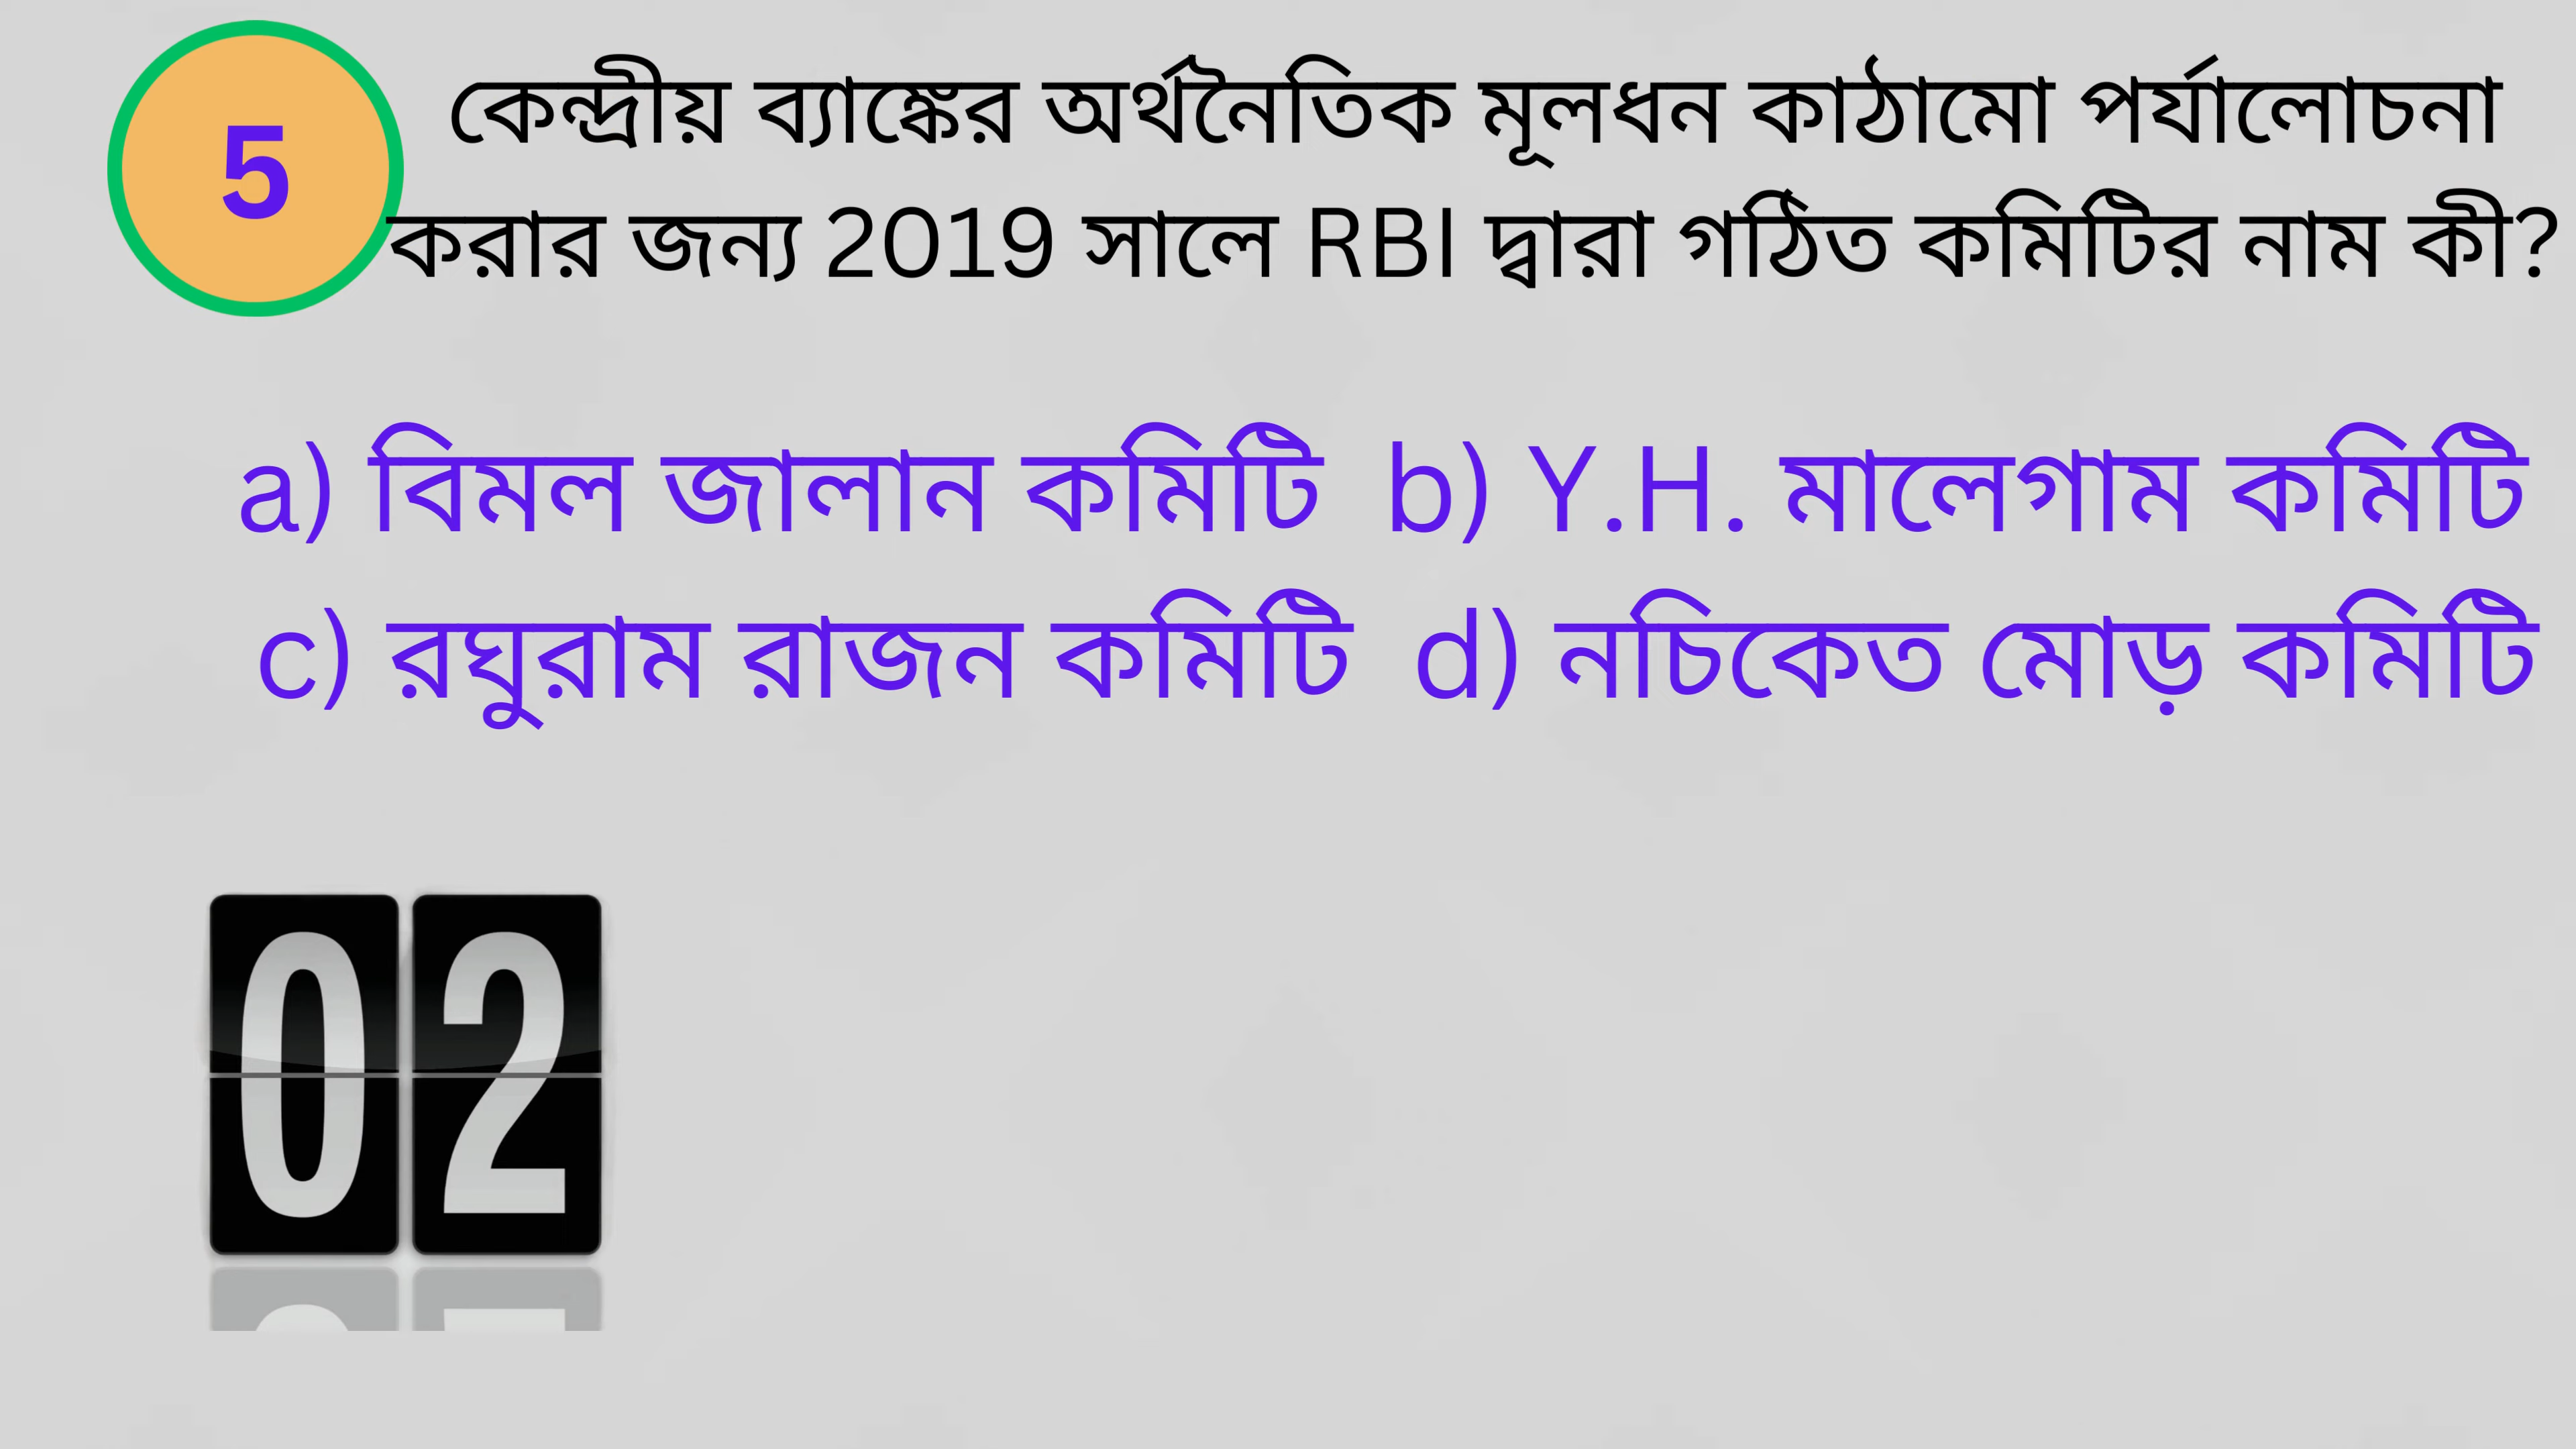 5
কেন্দ্রীয় ব্যাঙ্কের অর্থনৈতিক মূলধন কাঠামো পর্যালোচনা
করার জন্য 2019 সালে RBI দ্বারা গঠিত কমিটির নাম কী?
a) বিমল জালান কমিটি b) Y.H. মালেগাম কমিটি
c) রঘুরাম রাজন কমিটি d) নচিকেত মোড় কমিটি
02